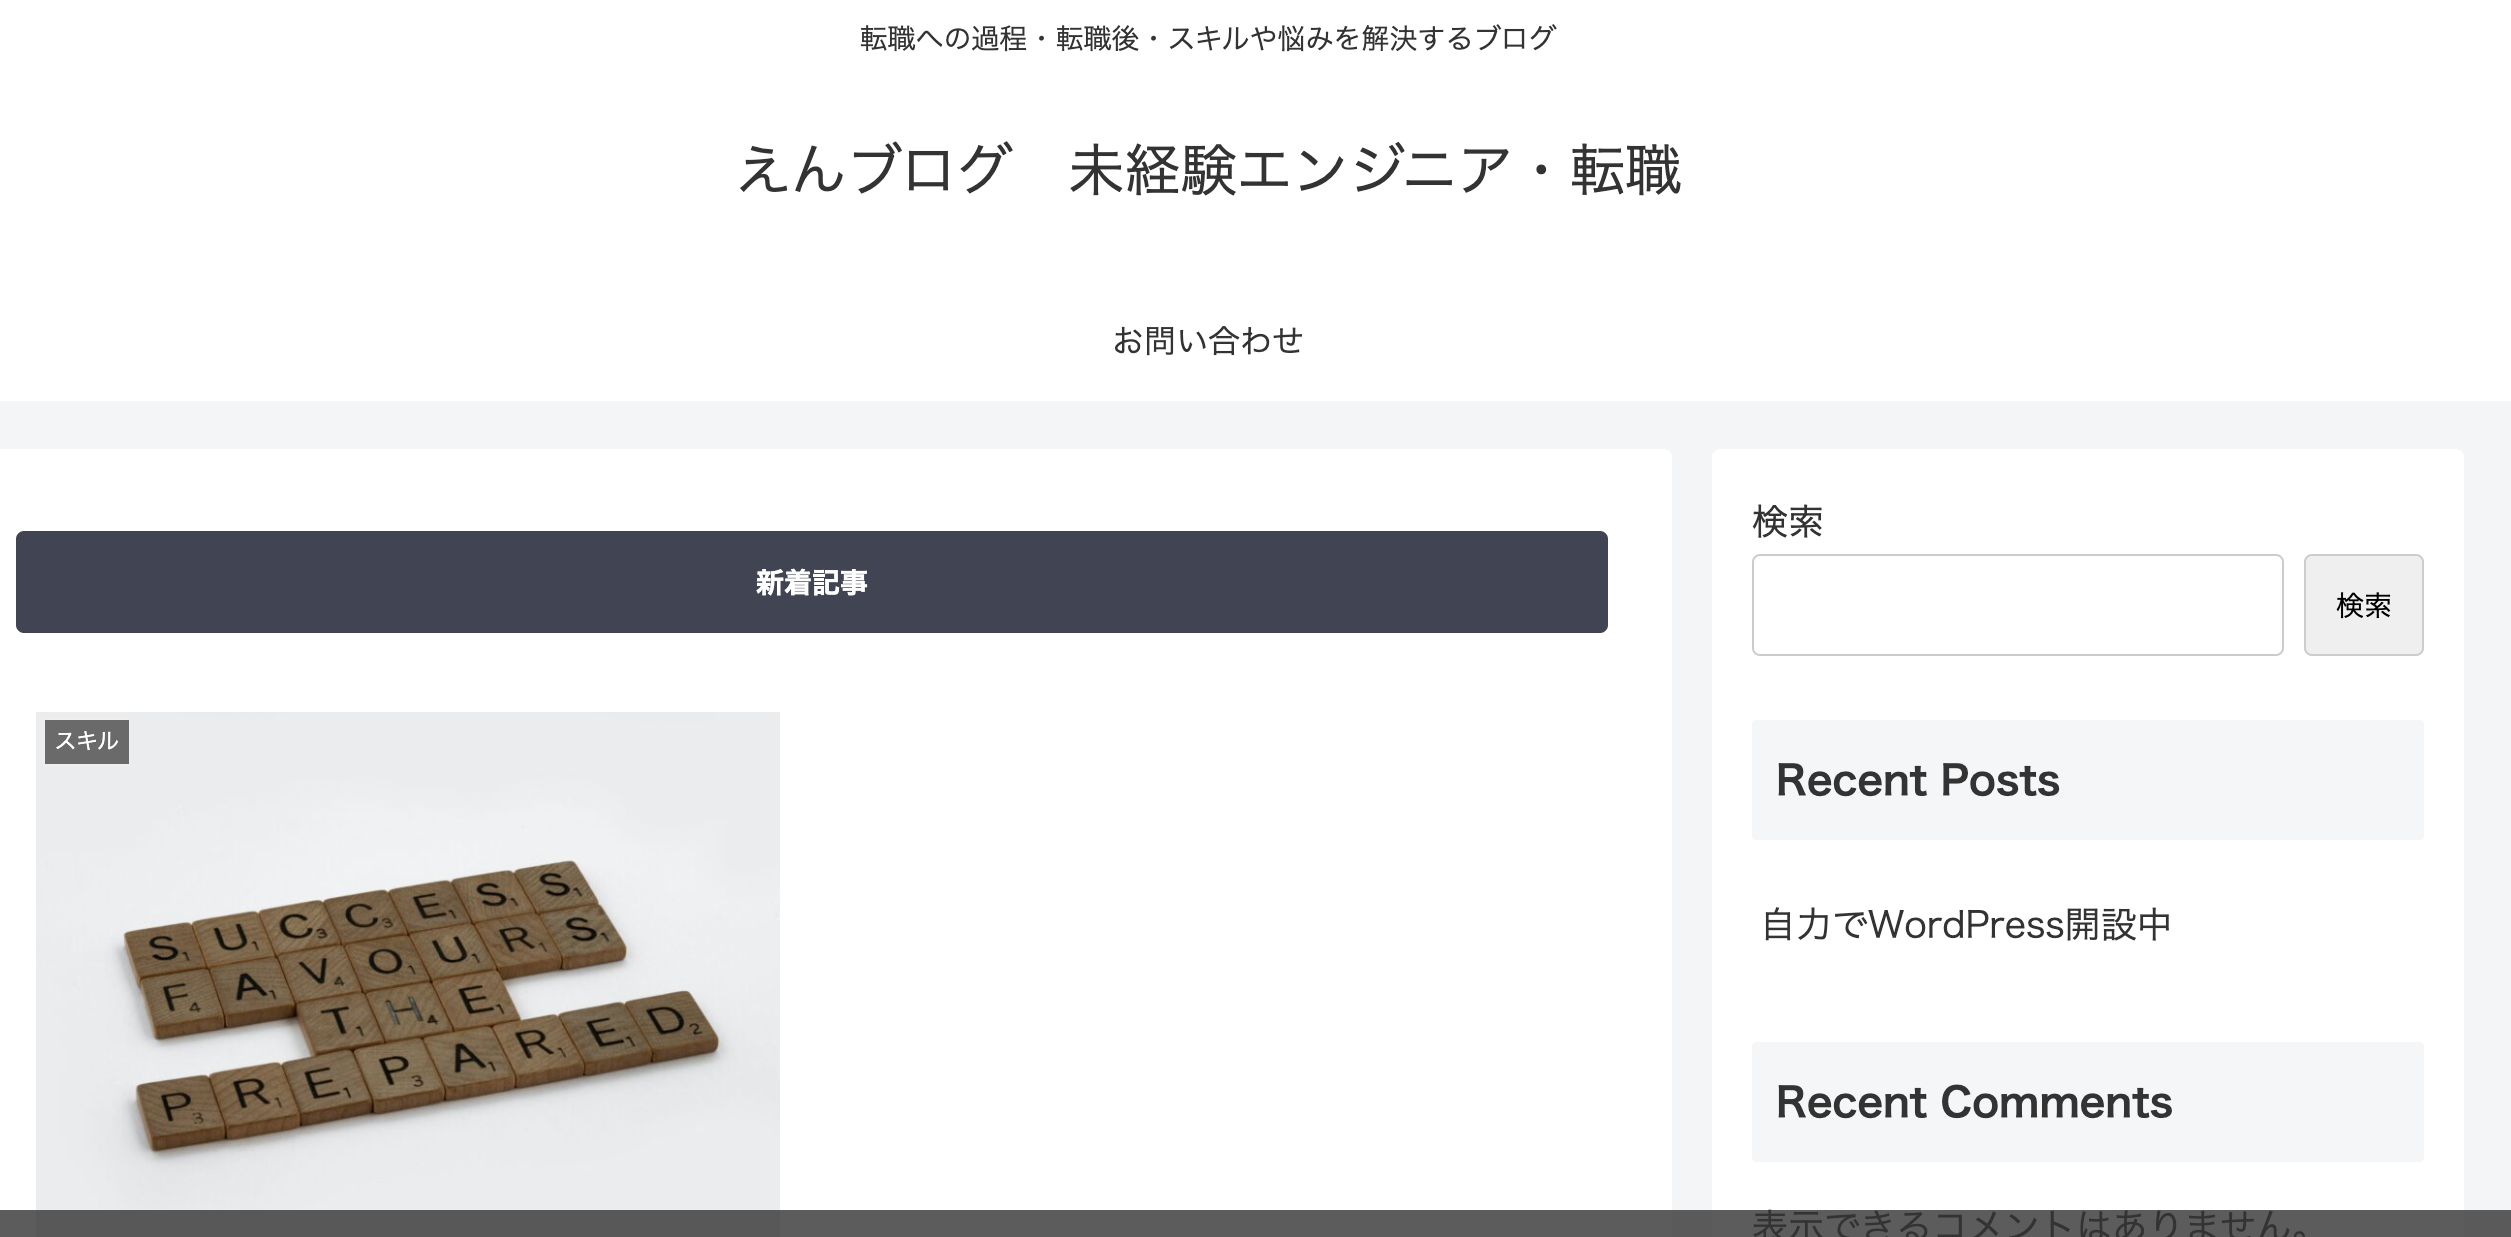 転職への過程・転職後・スキルや悩みを解決するブログ
えんブログ　未経験エンジニア・転職
お問い合わせ
新着記事
スキル
SUCCESS
FAVOURS
THE
PREPARED
検索
検索
Recent Posts
自力でWordPress開設中
Recent Comments
表示できるコメントはありません。